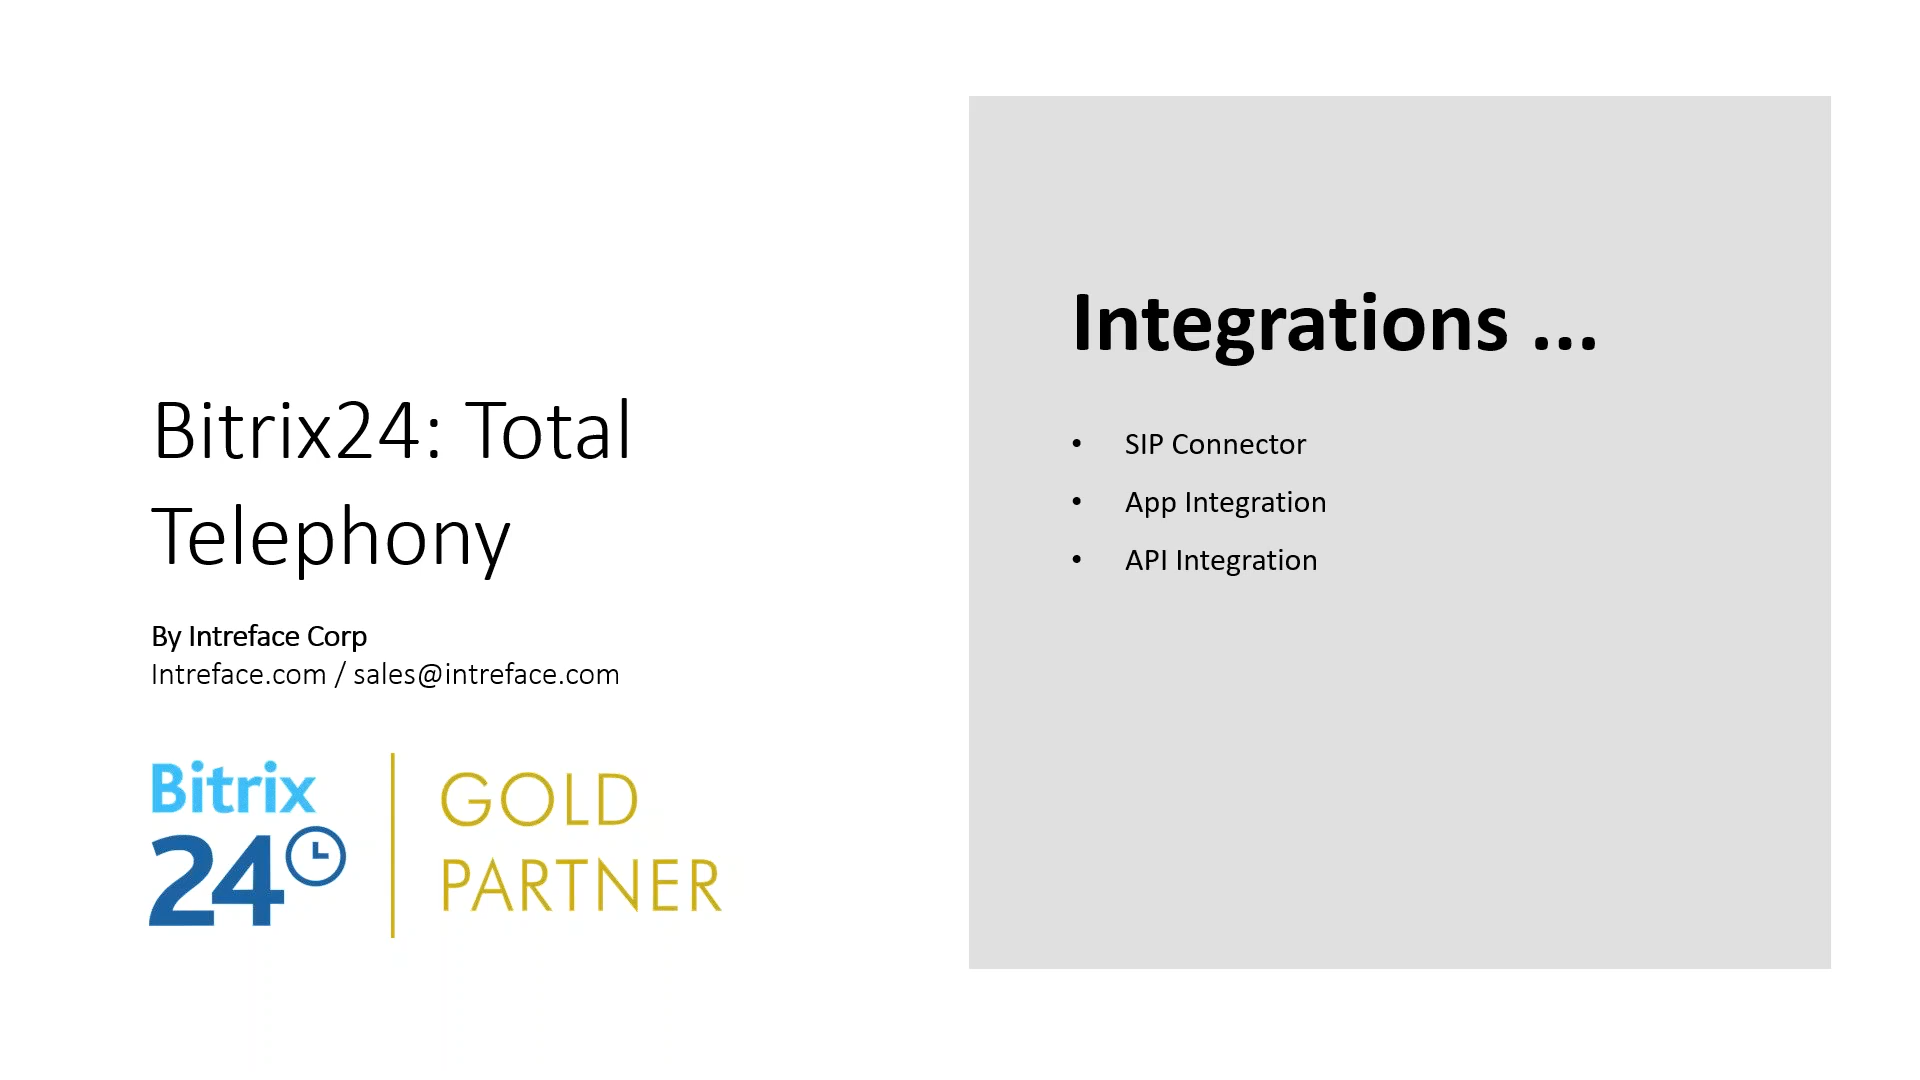 Bitrix24: Total
Telephony
By Intreface Corp
Intreface.com / sales@intreface.com
Bitrix
24
GOLD
PARTNER
Integrations ...
• SIP Connector
• App Integration
• API Integration